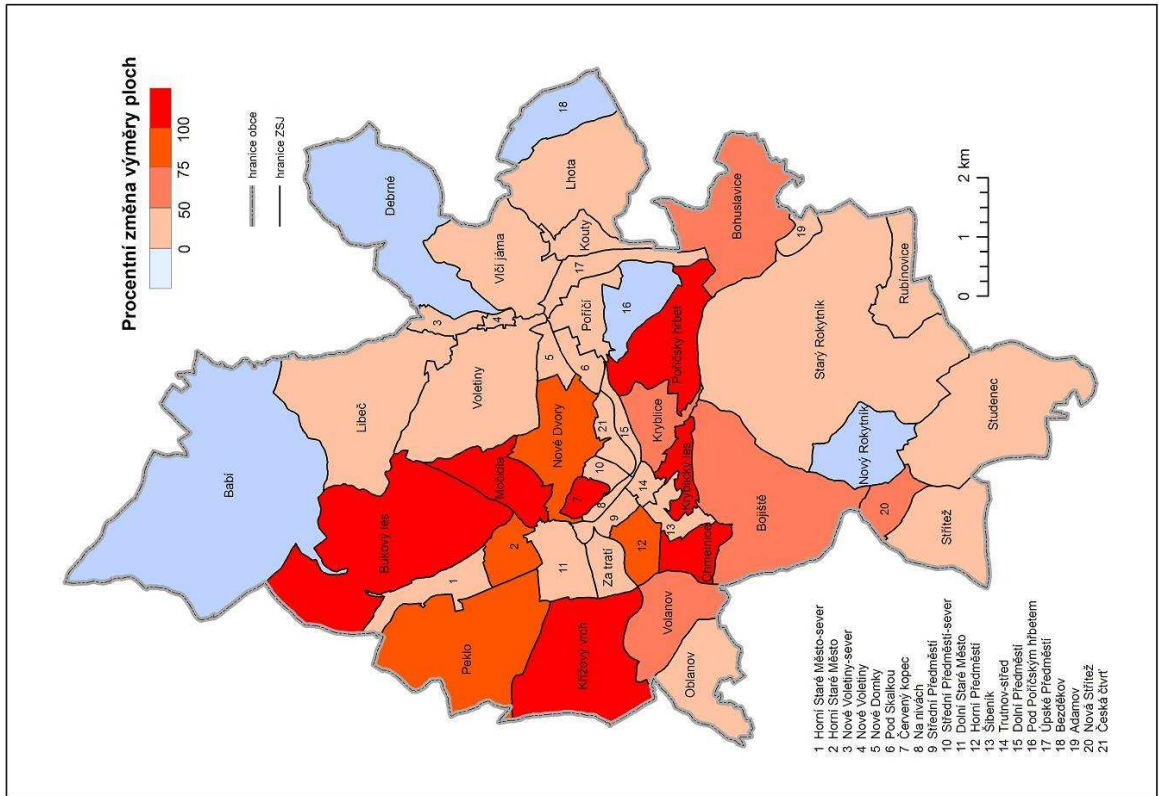 Procentní změna výměry ploch
0
50
75
100
hranice obce
hranice ZSJ
Babí
Debrné
18
Lhota
Vlčí jáma
Kouty
17
3
4
Libeč
Voletiny
Poříčí
16
5
6
Bukový les
Močidla
Nové Dvory
21
10
7
8
15
Kryblice
Poříčsky hřbet
Bohuslavice
19
1
2
11
9
14
Za tratí
12
13
Kryblický les
Peklo
Křížový vrch
Chmelnice
Volanov
Oblanov
Bojiště
Starý Rokytník
Rubínovice
Nový Rokytník
Studenec
20
Střítež
0
1
2 km
1 Horní Staré Město-sever
2 Horní Staré Město
3 Nové Voletiny-sever
4 Nové Voletiny
5 Nové Domky
6 Pod Skalkou
7 Červený kopec
8 Na nivách
9 Střední Předměstí
10 Střední Předměstí-sever
11 Dolní Staré Město
12 Horní Předměstí
13 Šibeník
14 Trutnov-střed
15 Dolní Předměstí
16 Pod Poříčským hřbetem
17 Úpské Předměstí
18 Bezděkov
19 Adamov
20 Nová Střítež
21 Česká čtvrť